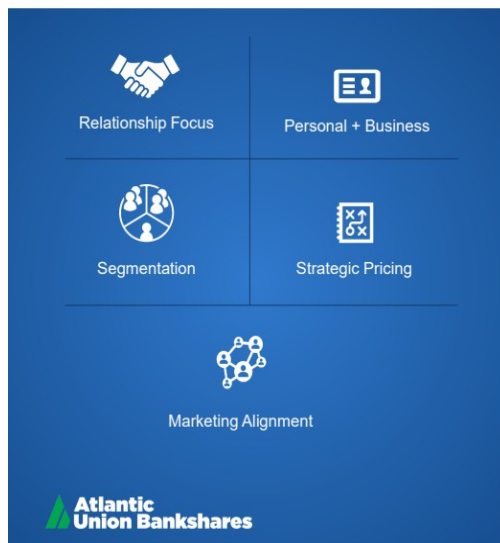 Relationship Focus
Personal + Business
Segmentation
Strategic Pricing
Marketing Alignment
Atlantic
Union Bankshares